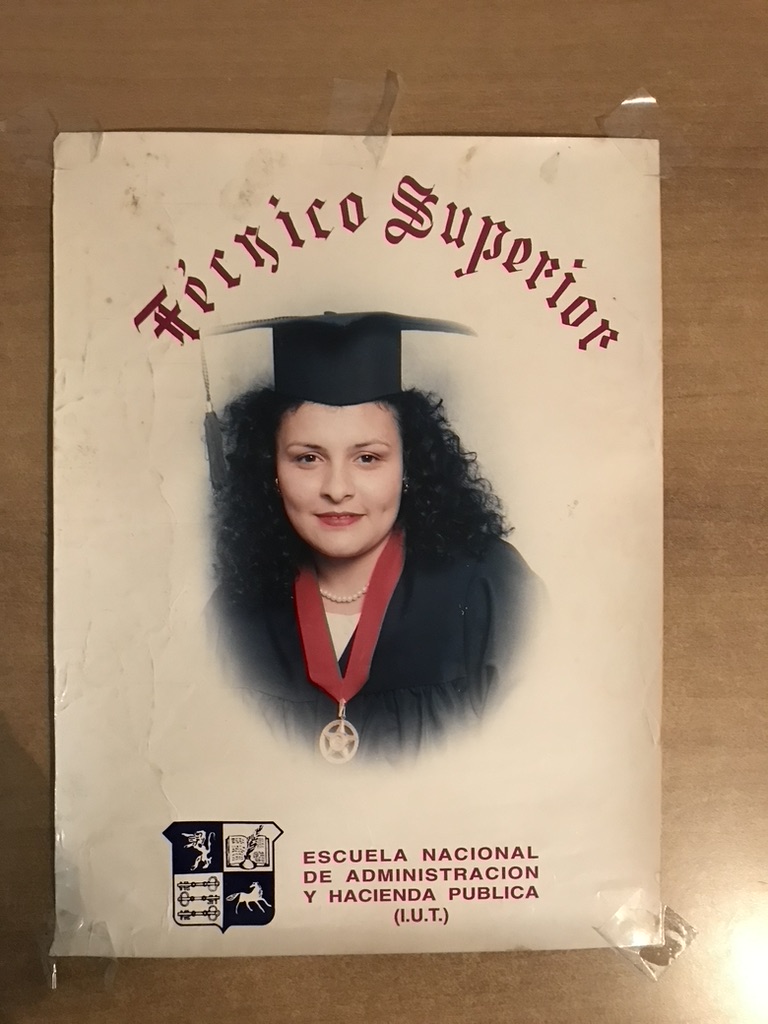 Técnico Superior
ESCUELA NACIONAL
DE ADMINISTRACION
Y HACIENDA PUBLICA
(I.U.T.)